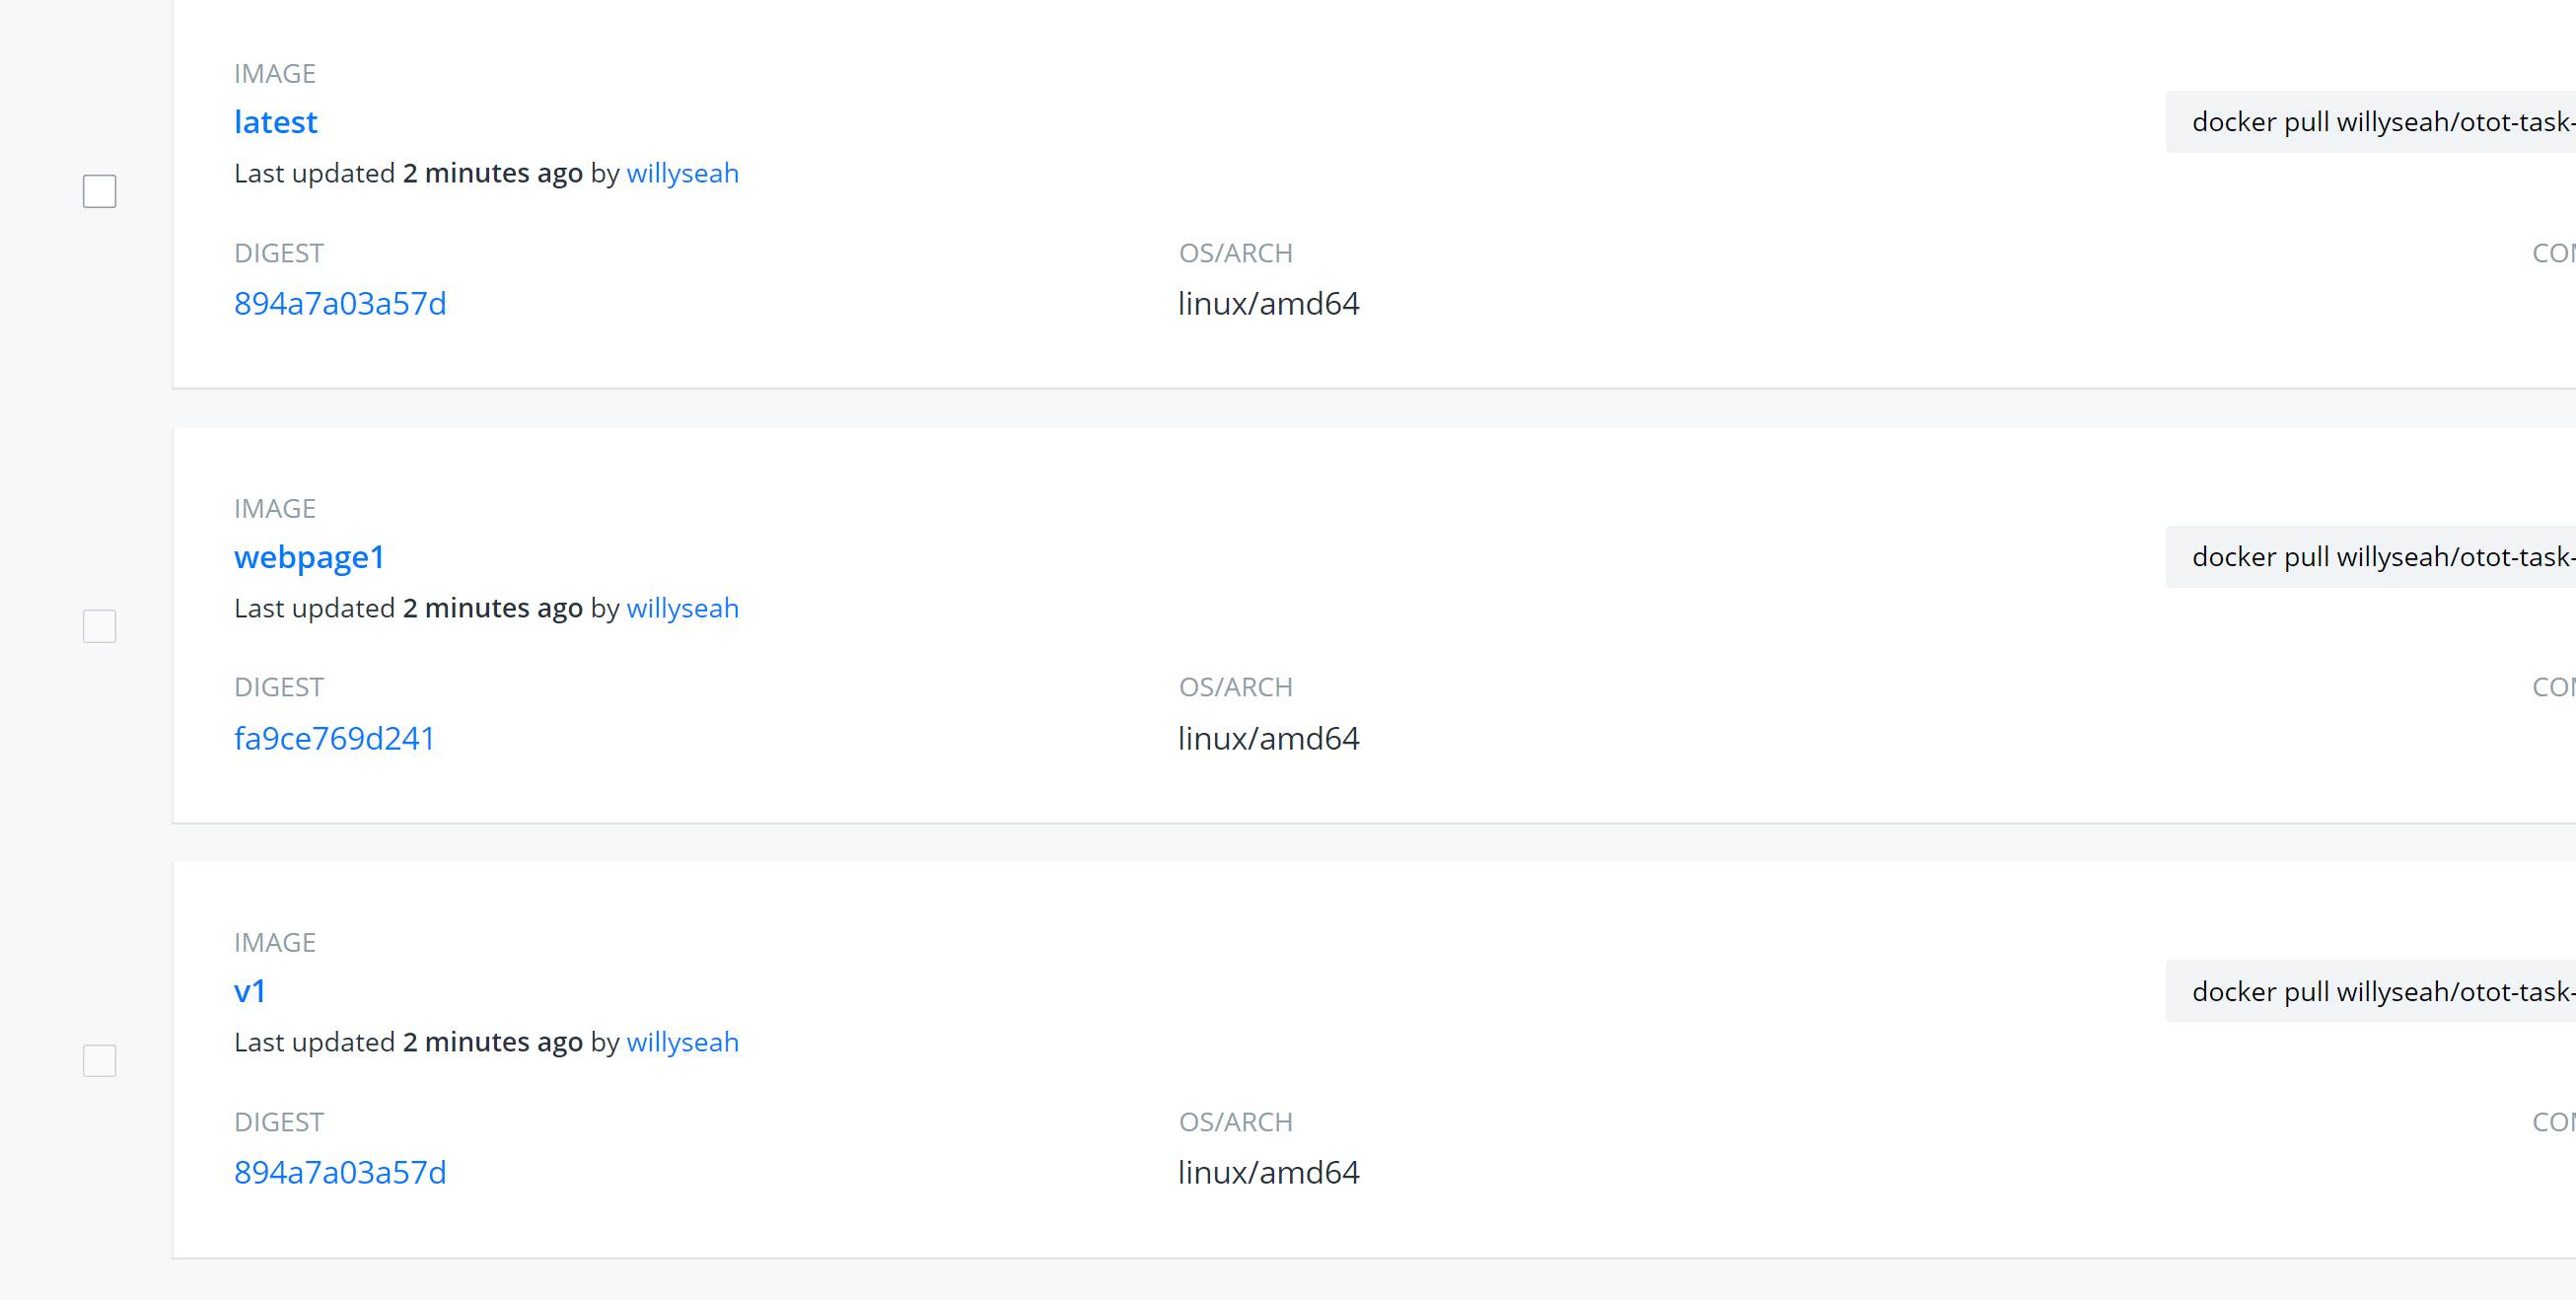 IMAGE
latest
docker pull willyseah/otot-task-
Last updated 2 minutes ago by willyseah
DIGEST
OS/ARCH
894a7a03a57d
linux/amd64
IMAGE
webpage1
docker pull willyseah/otot-task-
Last updated 2 minutes ago by willyseah
DIGEST
OS/ARCH
fa9ce769d241
linux/amd64
IMAGE
v1
docker pull willyseah/otot-task-
Last updated 2 minutes ago by willyseah
DIGEST
OS/ARCH
894a7a03a57d
linux/amd64